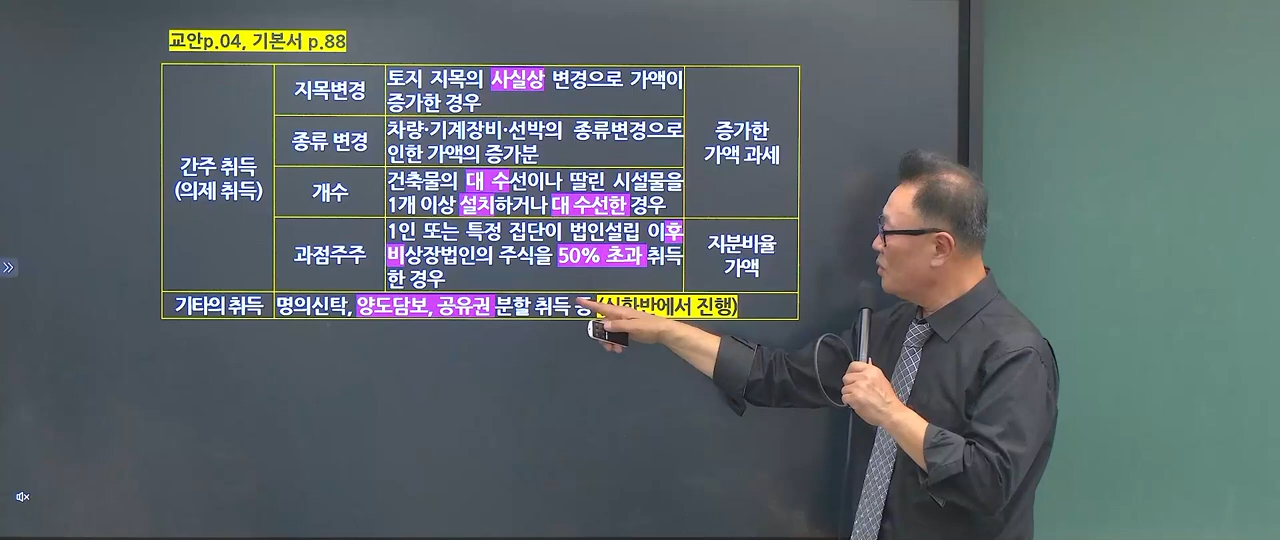 교안p.04, 기본서 p.88
간주 취득
(의제 취득)
지목변경
토지 지목의 사실상 변경으로 가액이
증가한 경우
증가한
가액 과세
종류 변경
차량·기계장비·선박의 종류변경으로
인한 가액의 증가분
개수
건축물의 대 수선이나 딸린 시설물을
1개 이상 설치하거나 대 수선한 경우
과점주주
1인 또는 특정 집단이 법인설립 이후
비상장법인의 주식을 50% 초과 취득
한 경우
지분비율
가액
기타의 취득
명의신탁, 양도담보, 공유권 분할 취득 진행)